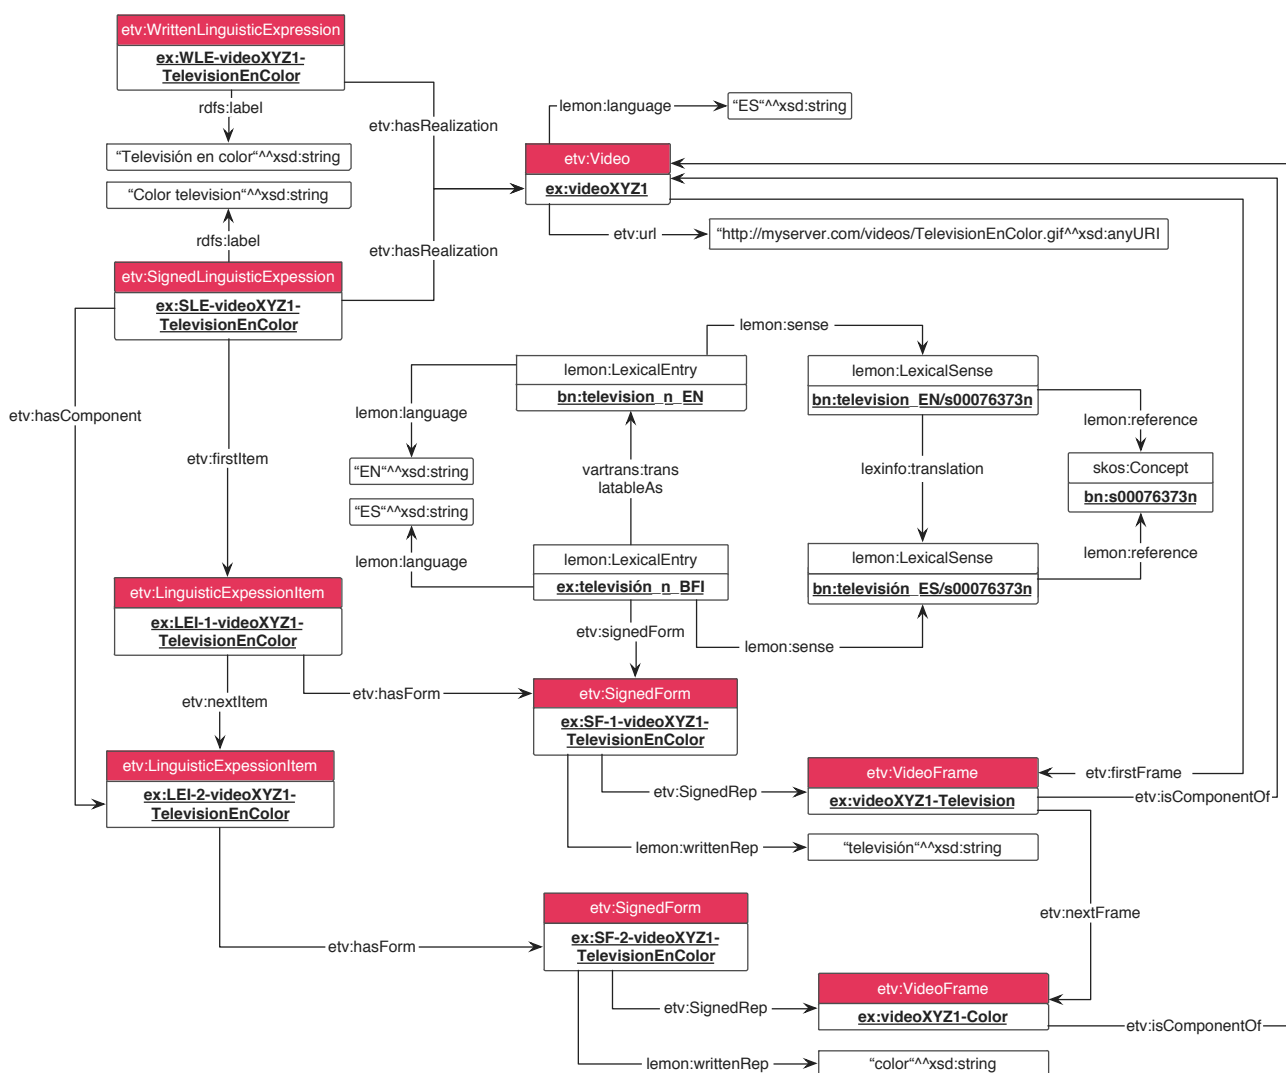 etv:WrittenLinguisticExpression
ex:WLE-videoXYZ1-
TelevisionEnColor
rdfs:label
"Televisión en color"^^xsd:string
"Color television"^^xsd:string
rdfs:label
etv:SignedLinguisticExpession
ex:SLE-videoXYZ1-
TelevisionEnColor
etv:hasRealization
etv:hasRealization
lemon:language
"ES"^^xsd:string
etv:Video
ex:videoXYZ1
etv:url
"http://myserver.com/videos/TelevisionEnColor.gif^^xsd:anyURI
etv:hasComponent
etv:firstItem
lemon:sense
lemon:LexicalEntry
bn:television_n_EN
lemon:language
"EN"^^xsd:string
"ES"^^xsd:string
lemon:language
vartrans:trans
latableAs
lemon:LexicalEntry
ex:televisión_n_BFI
lemon:LexicalSense
bn:television_EN/s00076373n
lemon:reference
lexinfo:translation
skos:Concept
bn:s00076373n
lemon:reference
lemon:LexicalSense
bn:televisión_ES/s00076373n
etv:signedForm
lemon:sense
etv:LinguisticExpessionItem
ex:LEI-1-videoXYZ1-
TelevisionEnColor
etv:hasForm
etv:nextItem
etv:SignedForm
ex:SF-1-videoXYZ1-
TelevisionEnColor
etv:LinguisticExpessionItem
ex:LEI-2-videoXYZ1-
TelevisionEnColor
etv:SignedRep
etv:VideoFrame
ex:videoXYZ1-Television
etv:firstFrame
etv:isComponentOf
lemon:writtenRep
"televisión"^^xsd:string
etv:nextFrame
etv:hasForm
etv:SignedForm
ex:SF-2-videoXYZ1-
TelevisionEnColor
etv:SignedRep
etv:VideoFrame
ex:videoXYZ1-Color
etv:isComponentOf
lemon:writtenRep
"color"^^xsd:string